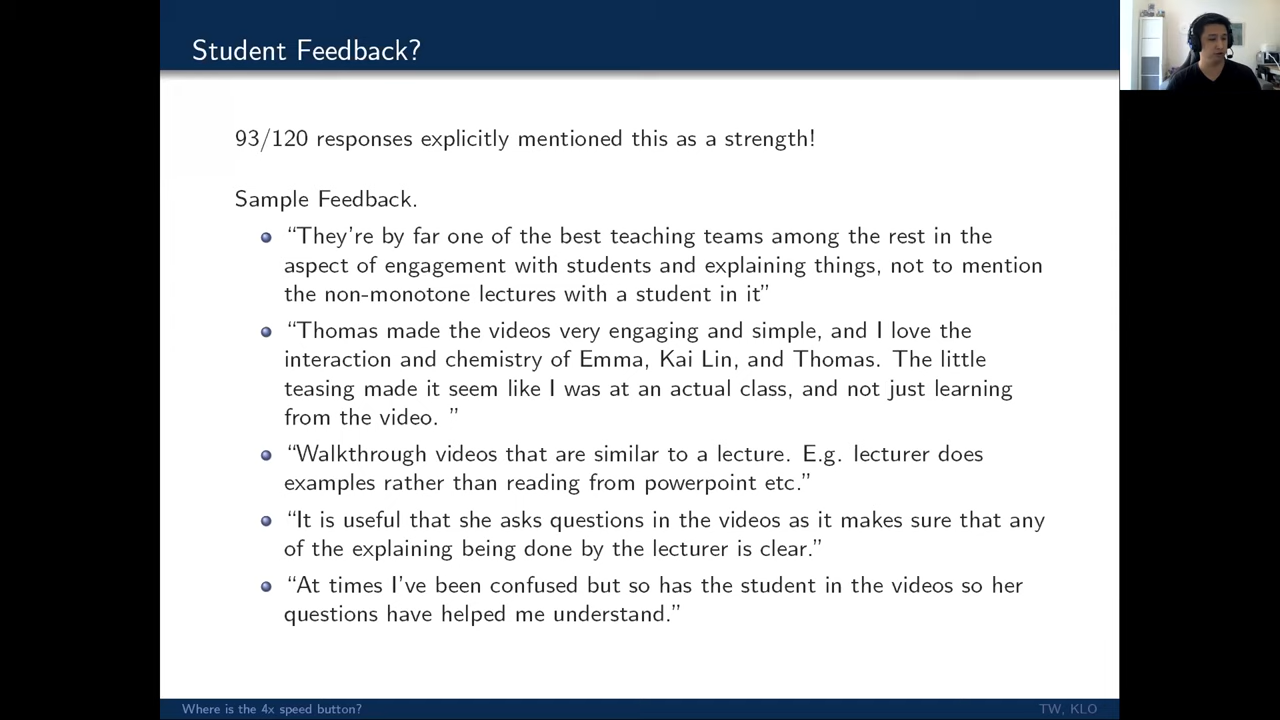 Student Feedback?
93/120 responses explicitly mentioned this as a strength!
Sample Feedback.
“They’re by far one of the best teaching teams among the rest in the
aspect of engagement with students and explaining things, not to mention
the non-monotone lectures with a student in it”
“Thomas made the videos very engaging and simple, and I love the
interaction and chemistry of Emma, Kai Lin, and Thomas. The little
teasing made it seem like I was at an actual class, and not just learning
from the video. ”
“Walkthrough videos that are similar to a lecture. E.g. lecturer does
examples rather than reading from powerpoint etc.”
“It is useful that she asks questions in the videos as it makes sure that any
of the explaining being done by the lecturer is clear.”
“At times I’ve been confused but so has the student in the videos so her
questions have helped me understand.”
Where is the 4x speed button?
TW, KLO